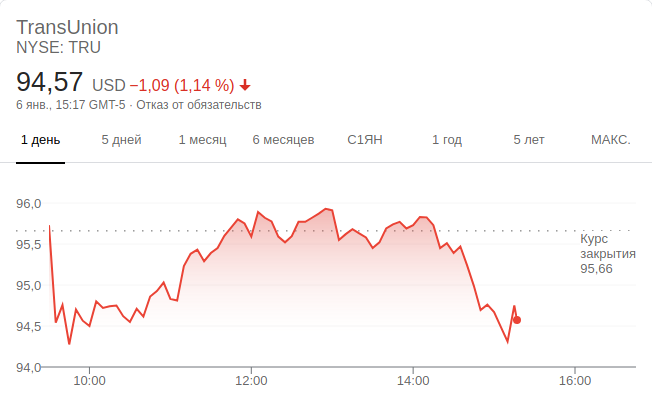 TransUnion
NYSE: TRU
94,57 USD −1,09 (1,14 %)
6 янв., 15:17 GMT-5 · Отказ от обязательств
1 день 5 дней 1 месяц 6 месяцев С1ЯН 1 год 5 лет МАКС.
96,0
95,5
95,0
94,5
94,0
Курс
закрытия
95,66
10:00 12:00 14:00 16:00